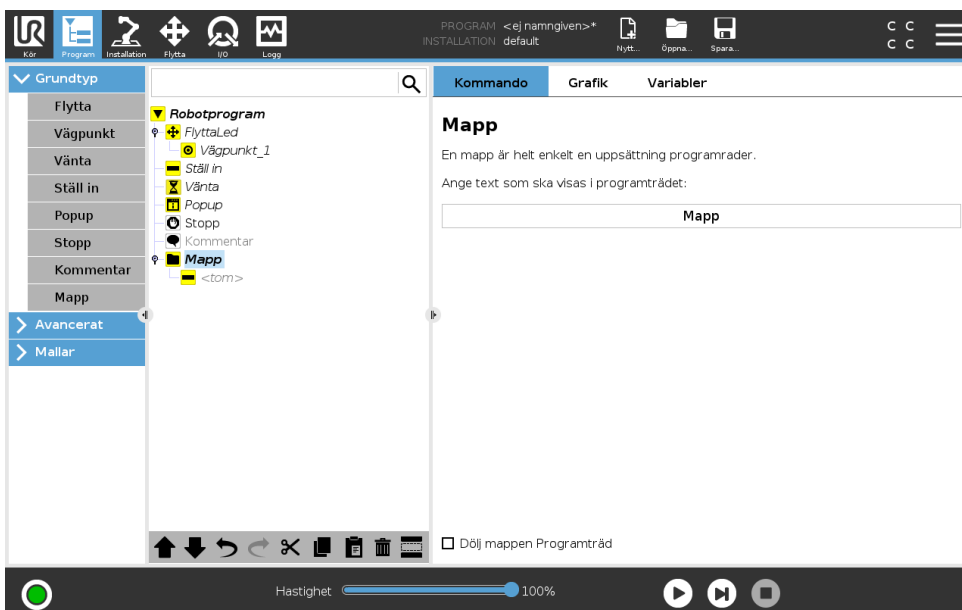 PROGRAM <ej namngiven>*
INSTALLATION default
Kör
Program
Installation
Flytta
I/O
Logg
Nytt...
Öppna...
Spara...
C C
C C
Grundtyp
Flytta
Vägpunkt
Vänta
Ställ in
Popup
Stopp
Kommentar
Mapp
Avancerat
Mallar
Robotprogram
FlyttaLed
Vägpunkt_1
Ställ in
Vänta
Popup
Stopp
Kommentar
Mapp
<tom>
Kommando
Grafik
Variabler
Mapp
En mapp är helt enkelt en uppsättning programrader.
Ange text som ska visas i programträdet:
Mapp
Dölj mappen Programträd
Hastighet
100%